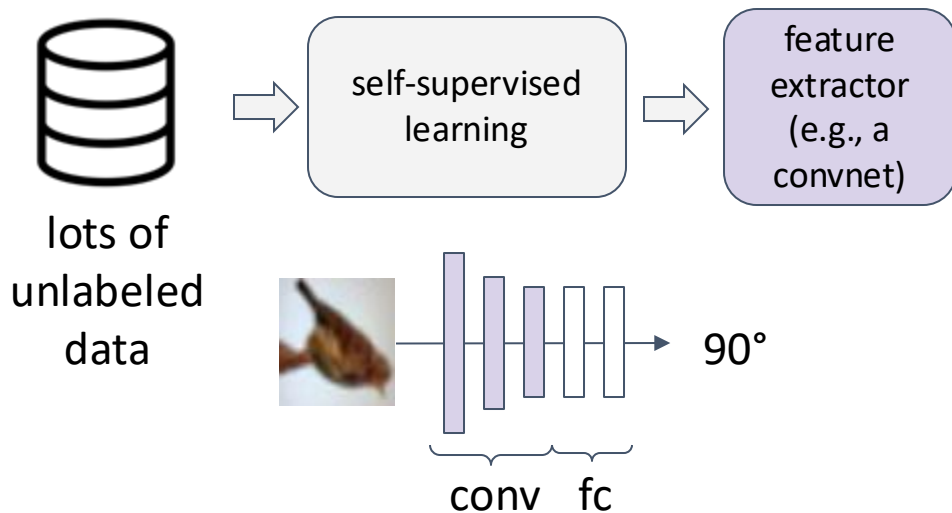 self-supervised
learning
feature
extractor
(e.g., a
convnet)
lots of
unlabeled
data
90°
conv
fc